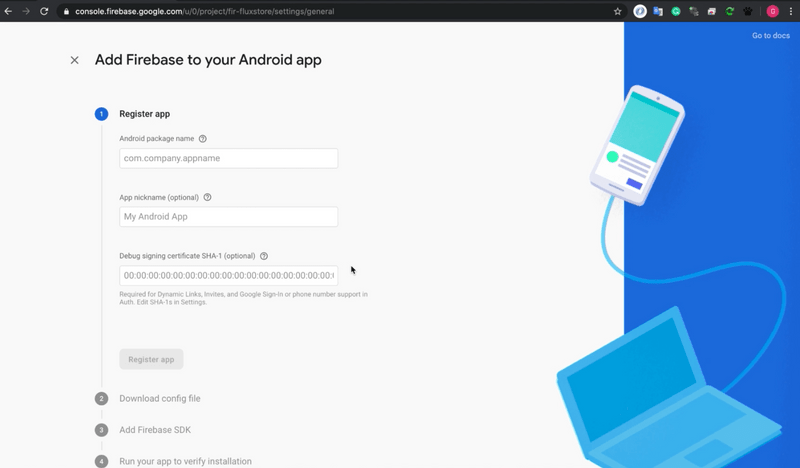 console.firebase.google.com/u/0/project/fir-fluxstore/settings/general
G
Go to docs
Add Firebase to your Android app
1 Register app
Android package name
com.company.appname
App nickname (optional)
My Android App
Debug signing certificate SHA-1 (optional)
00:00:00:00:00:00:00:00:00:00:00:00:00:00:00:00:00:
Required for Dynamic Links, Invites, and Google Sign-In or phone number support in
Auth. Edit SHA-1s in Settings.
Register app
2 Download config file
3 Add Firebase SDK
4 Run your app to verify installation